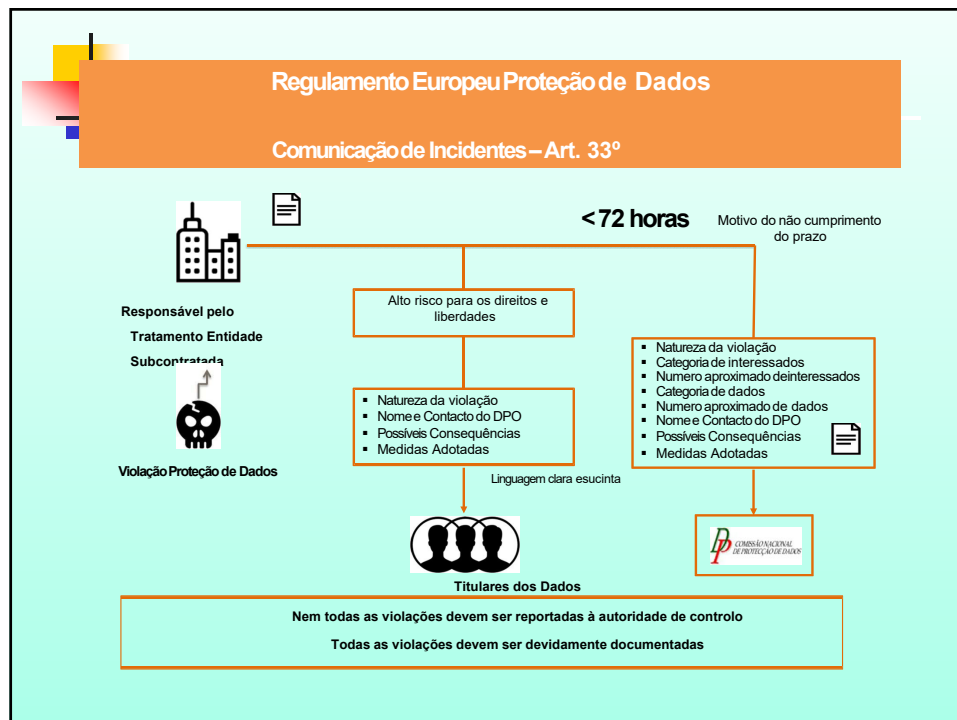 Regulamento Europeu Proteção de Dados
Comunicação de Incidentes – Art. 33º
< 72 horas
Motivo do não cumprimento
do prazo
Responsável pelo
Tratamento Entidade
Subcontratada
Violação Proteção de Dados
Alto risco para os direitos e
liberdades
▪ Natureza da violação
▪ Nome e Contacto do DPO
▪ Possíveis Consequências
▪ Medidas Adotadas
Linguagem clara esucinta
Titulares dos Dados
▪ Natureza da violação
▪ Categoria de interessados
▪ Numero aproximado deinteressados
▪ Categoria de dados
▪ Numero aproximado de dados
▪ Nome e Contacto do DPO
▪ Possíveis Consequências
▪ Medidas Adotadas
DP COMISSÃO NACIONAL
DE PROTECÇÃO DE DADOS
Nem todas as violações devem ser reportadas à autoridade de controlo
Todas as violações devem ser devidamente documentadas